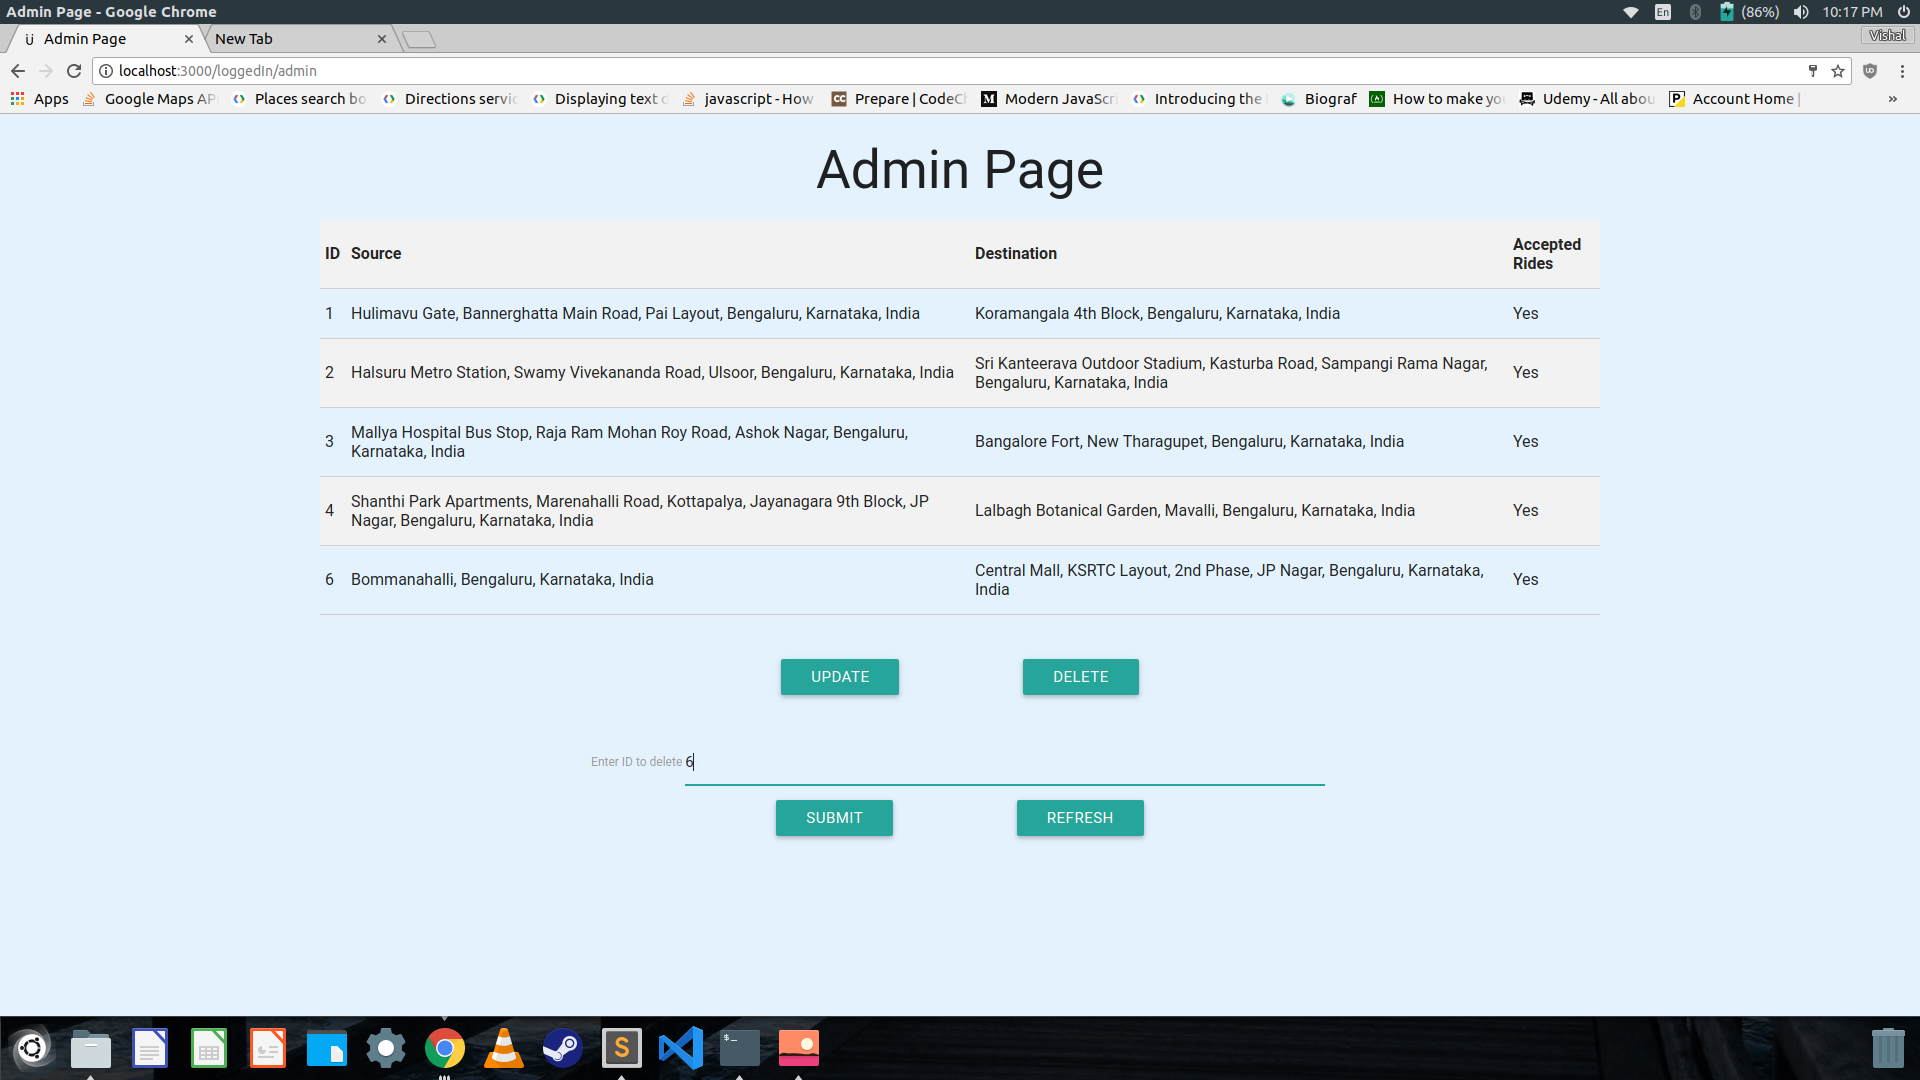 Admin Page - Google Chrome
En
(86%)
10:17 PM
Admin Page
New Tab
Vishal
localhost:3000/loggedIn/admin
Apps
Google Maps AP
Places search bo
Directions servic
Displaying text c
javascript - How
CC
Prepare | CodeCh
M
Modern JavaScri
Introducing the
Biograf
How to make you
Udemy - All abou
P
Account Home |
Admin Page
ID
Source
Destination
Accepted
Rides
1
Hulimavu Gate, Bannerghatta Main Road, Pai Layout, Bengaluru, Karnataka, India
Koramangala 4th Block, Bengaluru, Karnataka, India
Yes
2
Halsuru Metro Station, Swamy Vivekananda Road, Ulsoor, Bengaluru, Karnataka, India
Sri Kanteerava Outdoor Stadium, Kasturba Road, Sampangi Rama Nagar,
Bengaluru, Karnataka, India
Yes
3
Mallya Hospital Bus Stop, Raja Ram Mohan Roy Road, Ashok Nagar, Bengaluru,
Karnataka, India
Bangalore Fort, New Tharagupet, Bengaluru, Karnataka, India
Yes
4
Shanthi Park Apartments, Marenahalli Road, Kottapalya, Jayanagara 9th Block, JP
Nagar, Bengaluru, Karnataka, India
Lalbagh Botanical Garden, Mavalli, Bengaluru, Karnataka, India
Yes
6
Bommanahalli, Bengaluru, Karnataka, India
Central Mall, KSRTC Layout, 2nd Phase, JP Nagar, Bengaluru, Karnataka,
India
Yes
UPDATE
DELETE
Enter ID to delete 6
SUBMIT
REFRESH
S
$_